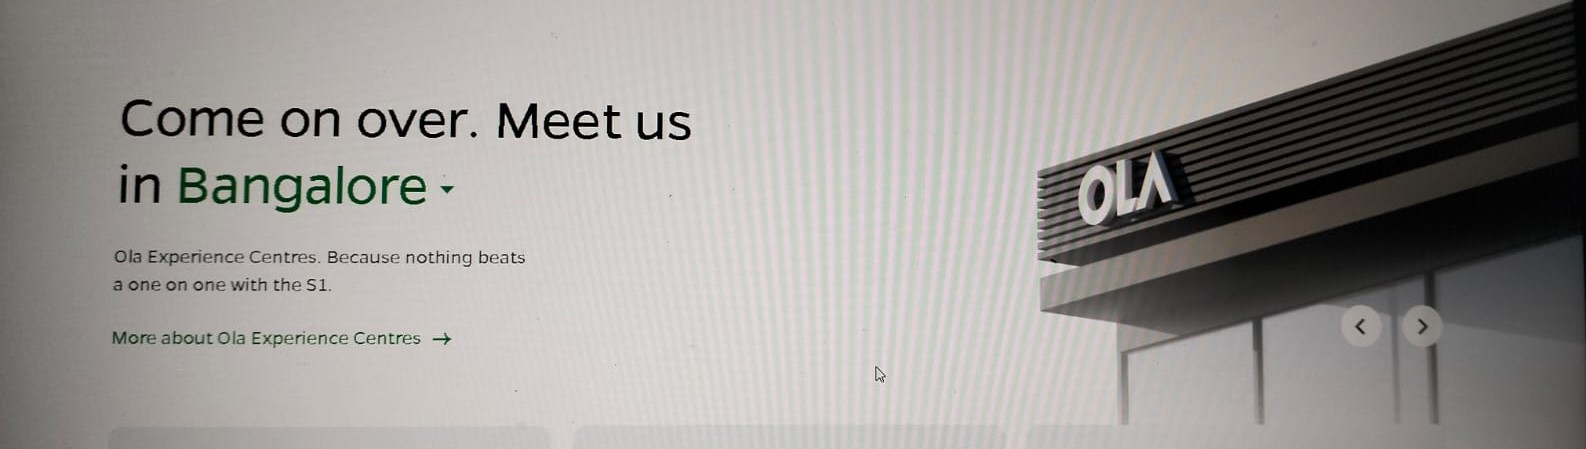 Come on over. Meet us
in Bangalore
Ola Experience Centres. Because nothing beats
a one on one with the S1.
More about Ola Experience Centres →
OLA